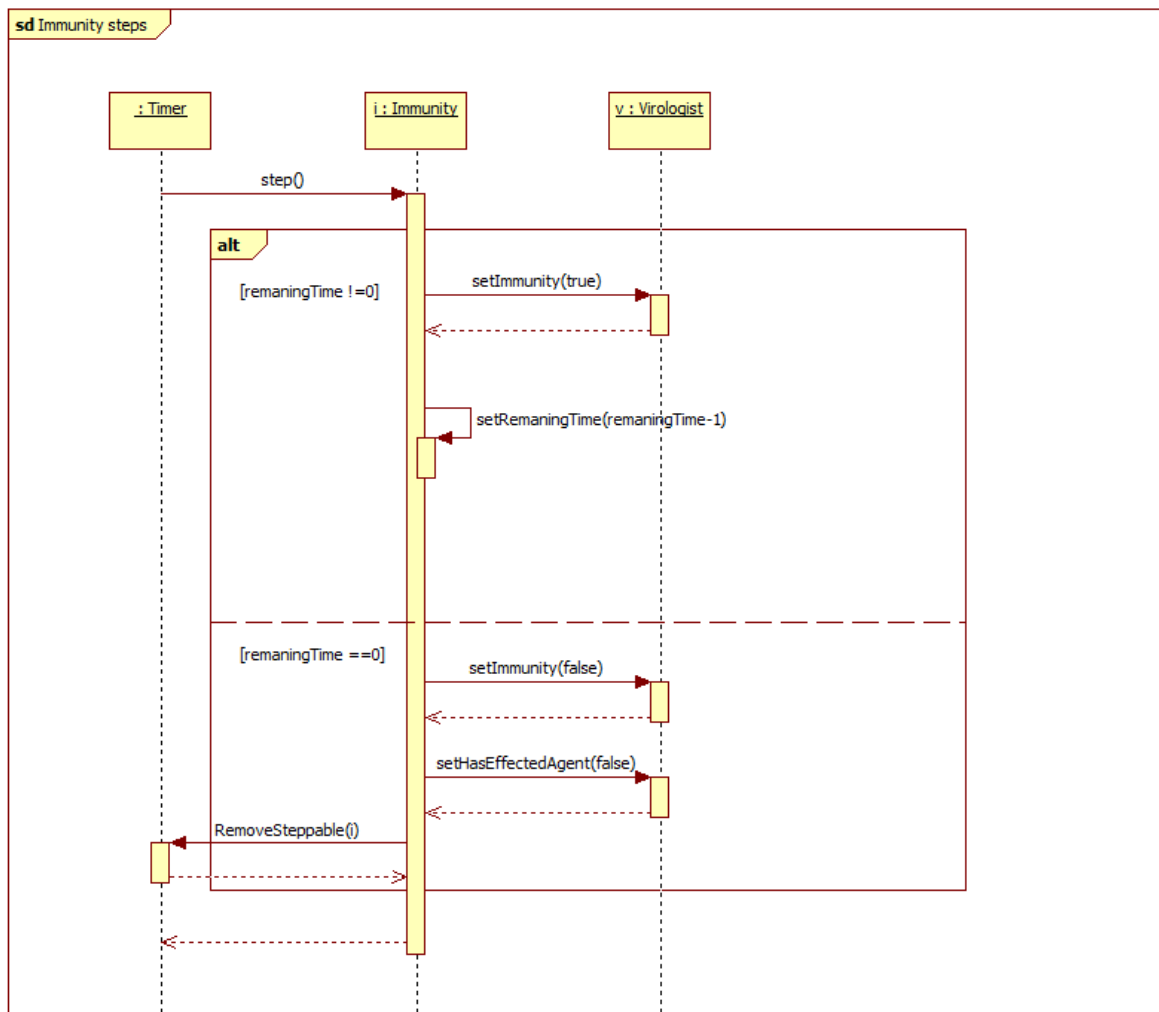 sd Immunity steps
: Timer
i : Immunity
v : Virologist
step()
alt
[remaningTime !=0]
setImmunity(true)
setRemaningTime(remaningTime-1)
[remaningTime ==0]
setImmunity(false)
setHasEffectedAgent(false)
RemoveSteppable(i)